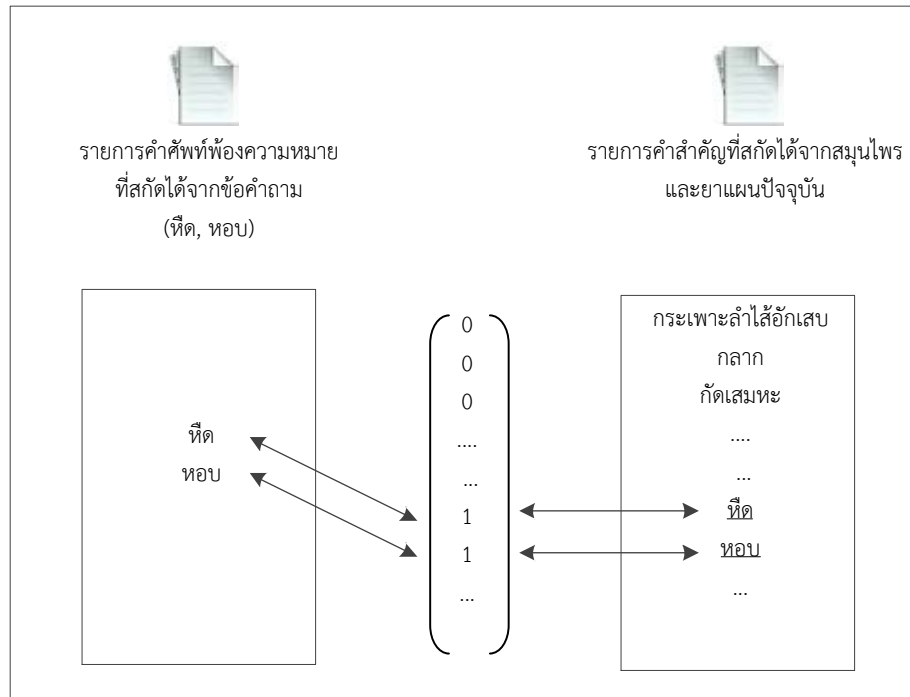 รายการคำศัพท์พ้องความหมาย
ที่สกัดได้จากข้อคำถาม
(หืด, หอบ)
รายการคำสำคัญที่สกัดได้จากสมุนไพร
และยาแผนปัจจุบัน
หืด
หอบ
0
0
0
....
...
1
1
...
กระเพาะลำไส้อักเสบ
กลาก
กัดเสมหะ
....
...
หืด
หอบ
...